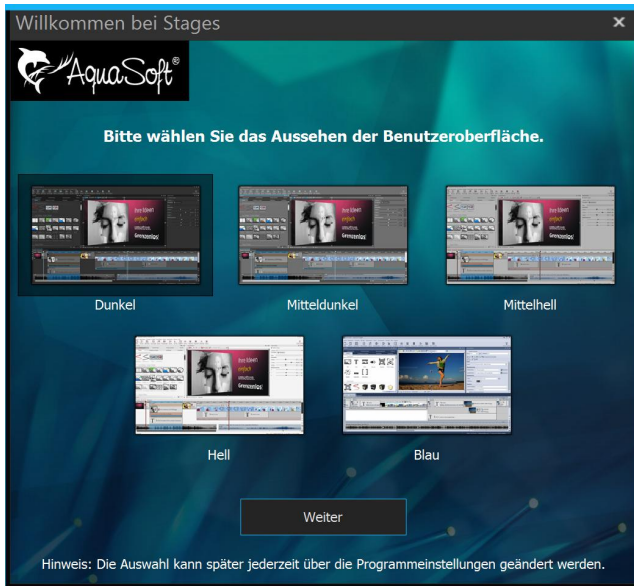 Willkommen bei Stages
AquaSoft®
Bitte wählen Sie das Aussehen der Benutzeroberfläche.
Dunkel
Mitteldunkel
Mittelhell
Hell
Blau
Weiter
Hinweis: Die Auswahl kann später jederzeit über die Programmeinstellungen geändert werden.